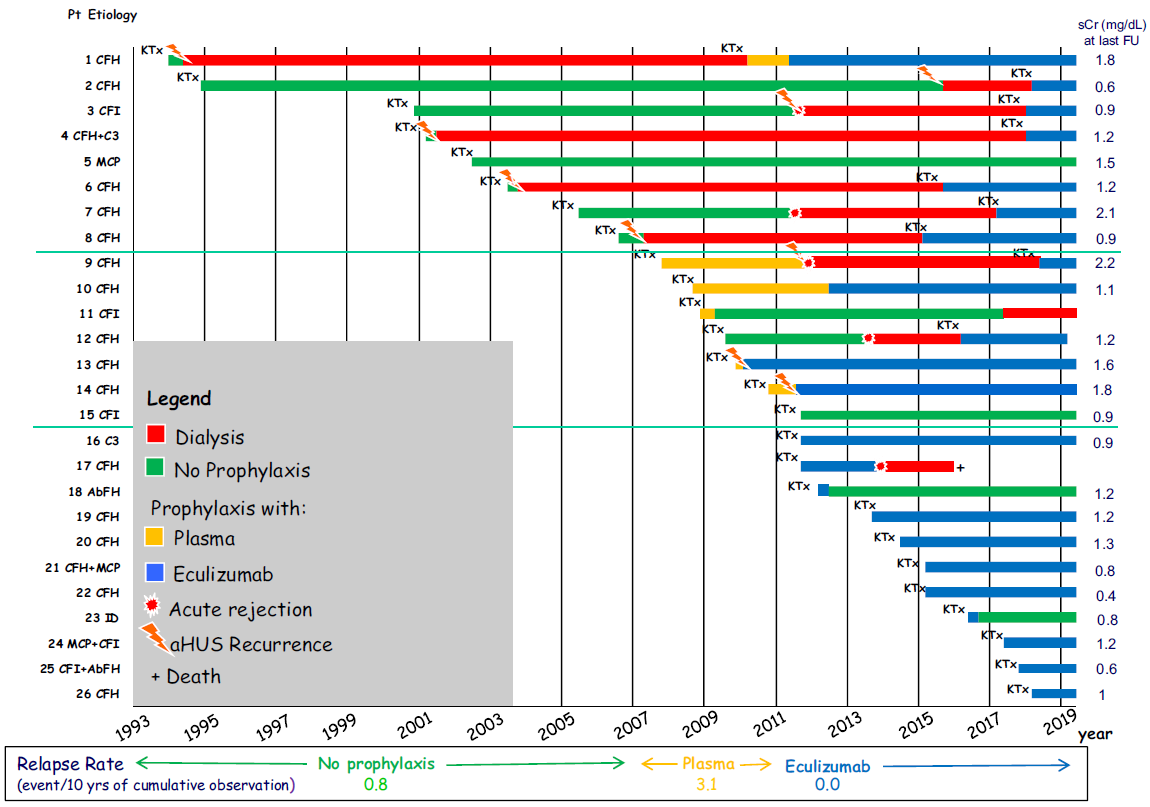 Pt Etiology
sCr (mg/dL)
at last FU
KTx KTx
1 CFH 1.8
KTx KTx
2 CFH 0.6
KTx KTx
3 CFI 0.9
KTx KTx
4 CFH+C3 1.2
KTx
5 MCP 1.5
KTx KTx
6 CFH 1.2
KTx KTx
7 CFH 2.1
KTx KTx
8 CFH 0.9
KTx KTx
9 CFH 2.2
KTx
10 CFH 1.1
KTx
11 CFI
KTx KTx
12 CFH 1.2
KTx
13 CFH 1.6
KTx
14 CFH 1.8
KTx
15 CFI 0.9
KTx
16 C3 0.9
KTx
17 CFH +
KTx
18 AbFH 1.2
KTx
19 CFH 1.2
KTx
20 CFH 1.3
KTx
21 CFH+MCP 0.8
KTx
22 CFH 0.4
KTx
23 ID 0.8
KTx
24 MCP+CFI 1.2
KTx
25 CFI+AbFH 0.6
KTx
26 CFH 1
Legend
Dialysis
No Prophylaxis
Prophylaxis with:
Plasma
Eculizumab
Acute rejection
aHUS Recurrence
+ Death
1993 1995 1997 1999 2001 2003 2005 2007 2009 2011 2013 2015 2017 2019 year
Relapse Rate No prophylaxis Plasma Eculizumab
(event/10 yrs of cumulative observation) 0.8 3.1 0.0